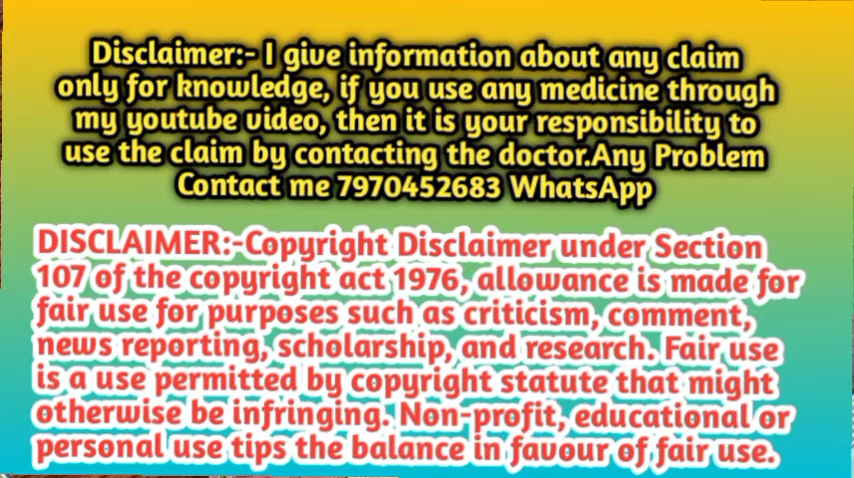 Disclaimer:- I give information about any claim
only for knowledge, if you use any medicine through
my youtube video, then it is your responsibility to
use the claim by contacting the doctor.Any Problem
Contact me 7970452683 WhatsApp
DISCLAIMER:-Copyright Disclaimer under Section
107 of the copyright act 1976, allowance is made for
fair use for purposes such as criticism, comment,
news reporting, scholarship, and research. Fair use
is a use permitted by copyright statute that might
otherwise be infringing. Non-profit, educational or
personal use tips the balance in favour of fair use.